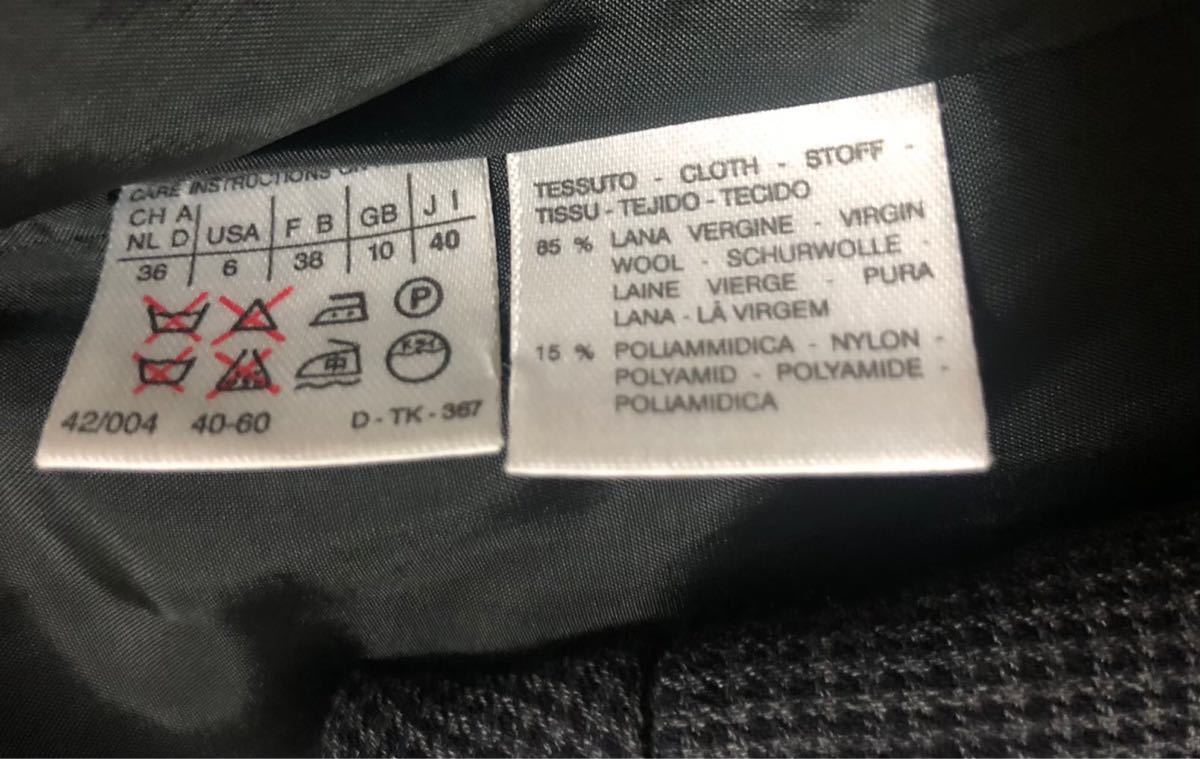 CARE INSTRUCTIONS
CH A
NL D
USA
F B
GB
J I
36
6
38
10
40
P
F-21
42/004 40-60 D - TK - 367
TESSUTO - CLOTH - STOFF -
TISSU - TEJIDO - TECIDO
85 % LANA VERGINE - VIRGIN
WOOL - SCHURWOLLE -
LAINE VIERGE - PURA
LANA - LÃ VIRGEM
15 % POLIAMMIDICA - NYLON -
POLYAMID - POLYAMIDE -
POLIAMIDICA